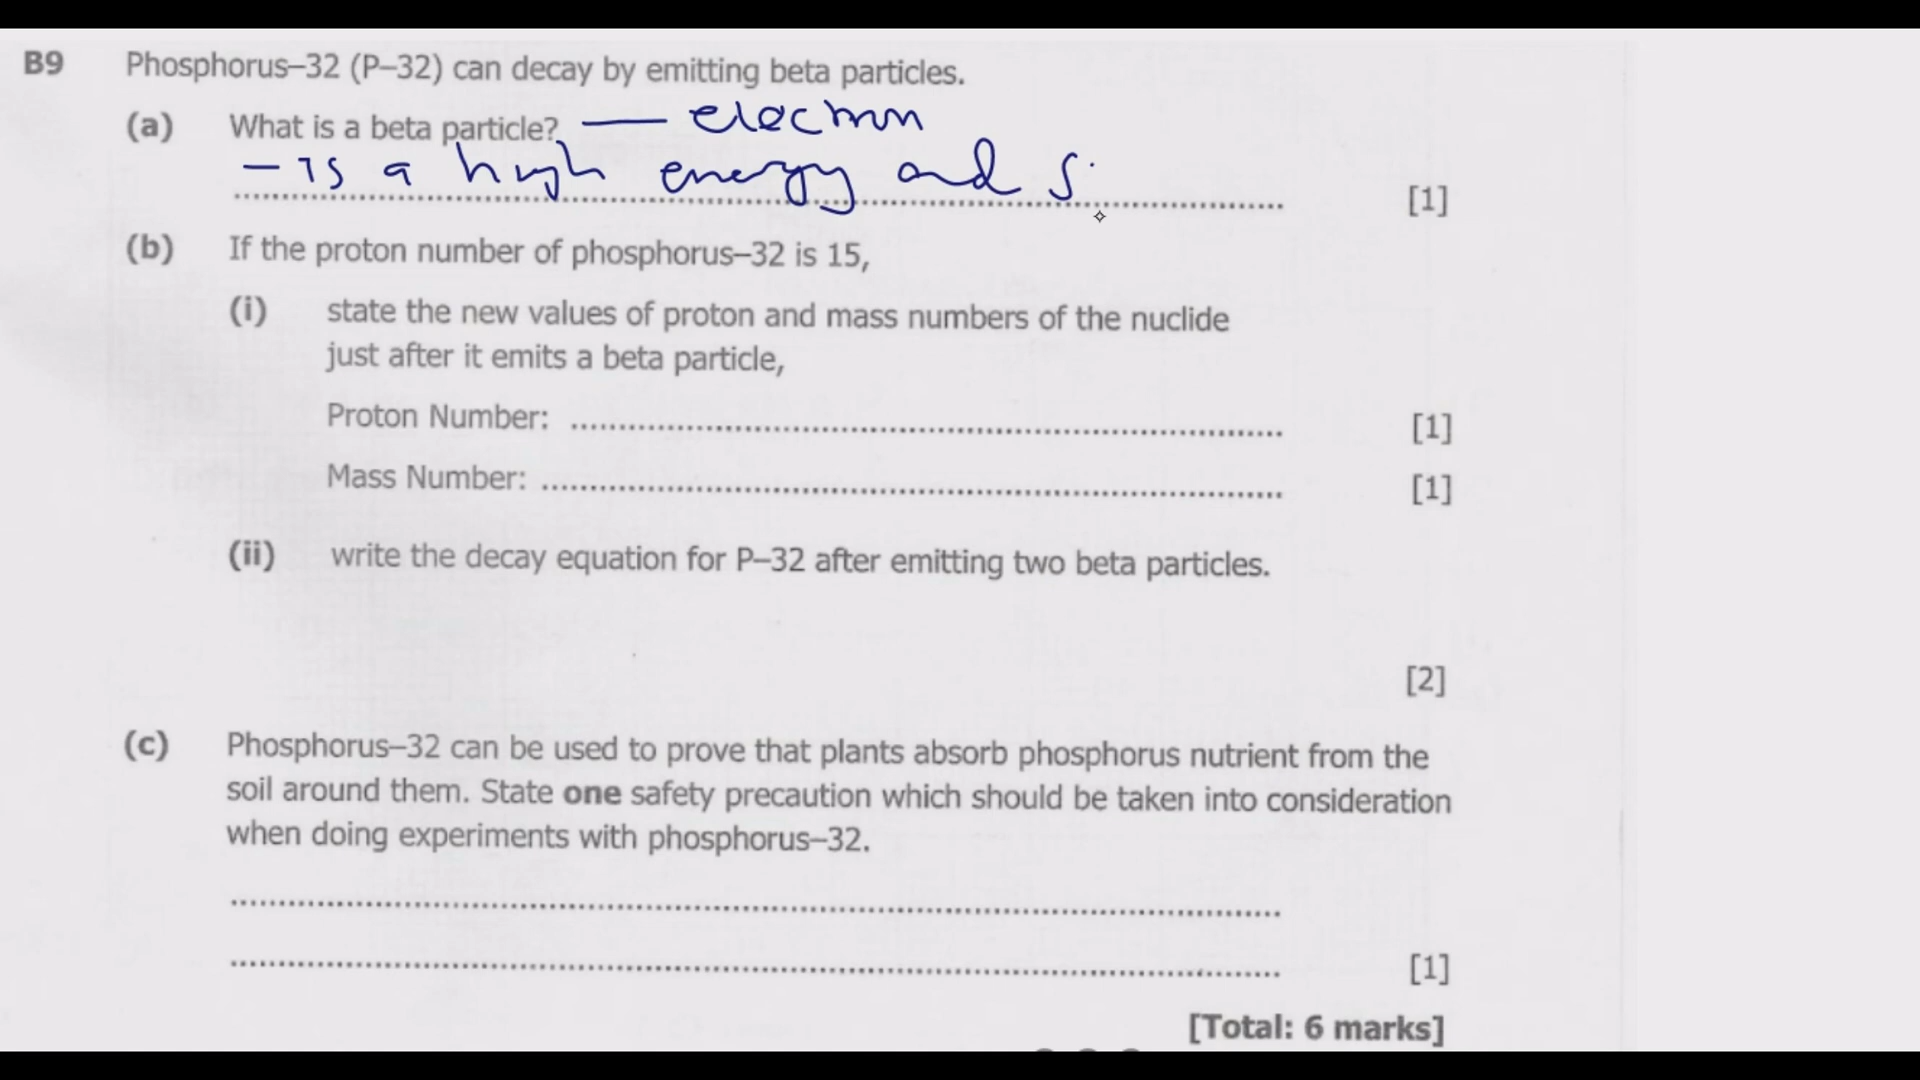 B9 Phosphorus–32 (P–32) can decay by emitting beta particles.
(a) What is a beta particle? — electron
– is a high energy and s
[1]
(b) If the proton number of phosphorus–32 is 15,
(i) state the new values of proton and mass numbers of the nuclide
just after it emits a beta particle,
Proton Number: ........................................ [1]
Mass Number: ........................................ [1]
(ii) write the decay equation for P–32 after emitting two beta particles.
[2]
(c) Phosphorus–32 can be used to prove that plants absorb phosphorus nutrient from the
soil around them. State one safety precaution which should be taken into consideration
when doing experiments with phosphorus–32.
[1]
[Total: 6 marks]